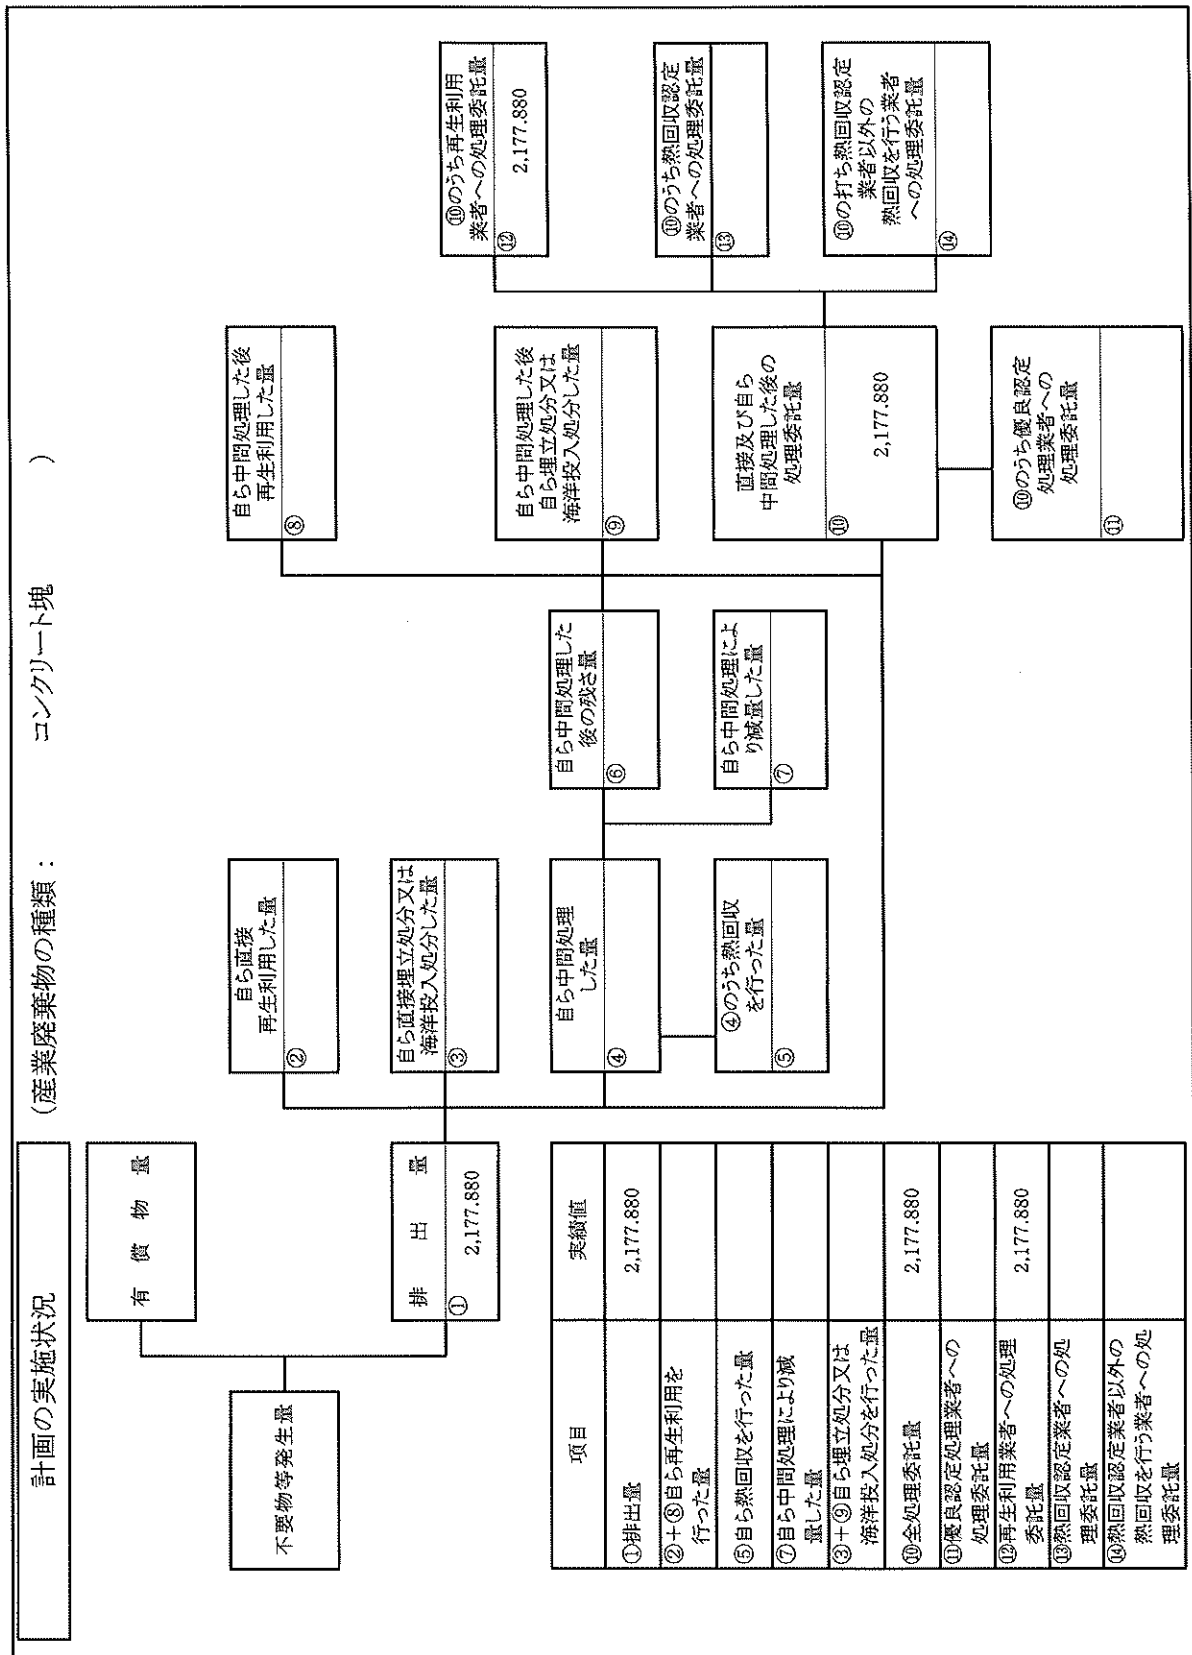 計画の実施状況
(産業廃棄物の種類: コンクリート塊 )
不要物等発生量
有償物量
排出量
① 2,177.880
自ら直接
再生利用した量
②
自ら直接埋立処分又は
海洋投入処分した量
③
自ら中間処理
した量
④
④のうち熱回収
を行った量
⑤
自ら中間処理した
後の残さ量
⑥
自ら中間処理によ
り減量した量
⑦
自ら中間処理した後
再生利用した量
⑧
自ら中間処理した後
自ら埋立処分又は
海洋投入処分した量
⑨
直接及び自ら
中間処理した後の
処理委託量
⑩ 2,177.880
⑩のうち優良認定
処理業者への
処理委託量
⑪
⑩のうち再生利用
業者への処理委託量
⑫ 2,177.880
⑩のうち熱回収認定
業者への処理委託量
⑬
⑩の打ち熱回収認定
業者以外の
熱回収を行う業者
への処理委託量
⑭
項目 実績値
①排出量 2,177.880
②+⑧自ら再生利用を
行った量
⑤自ら熱回収を行った量
⑦自ら中間処理により減
量した量
③+⑨自ら埋立処分又は
海洋投入処分を行った量
⑩全処理委託量 2,177.880
⑪優良認定処理業者への
処理委託量
⑫再生利用業者への処理
委託量 2,177.880
⑬熱回収認定業者への処
理委託量
⑭熱回収認定業者以外の
熱回収を行う業者への処
理委託量